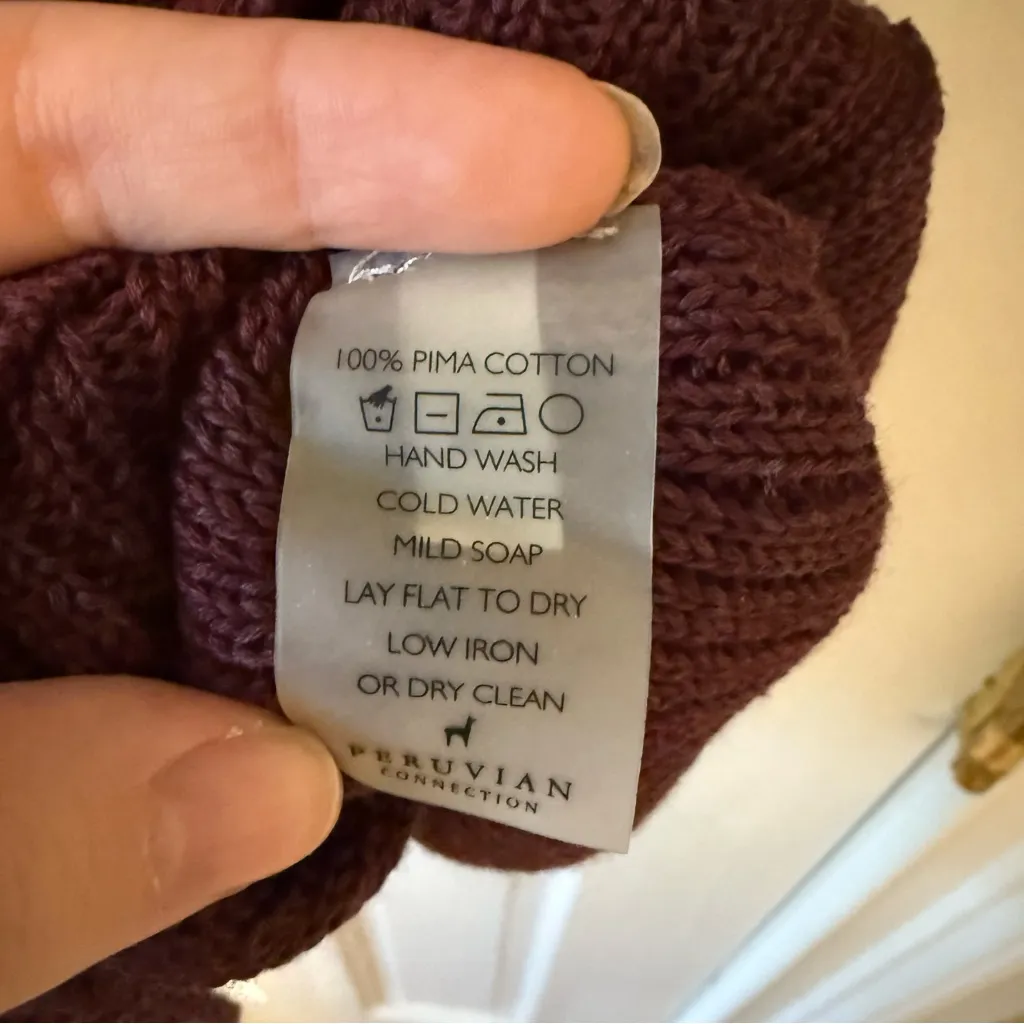 100% PIMA COTTON
HAND WASH
COLD WATER
MILD SOAP
LAY FLAT TO DRY
LOW IRON
OR DRY CLEAN
PERUVIAN
CONNECTION